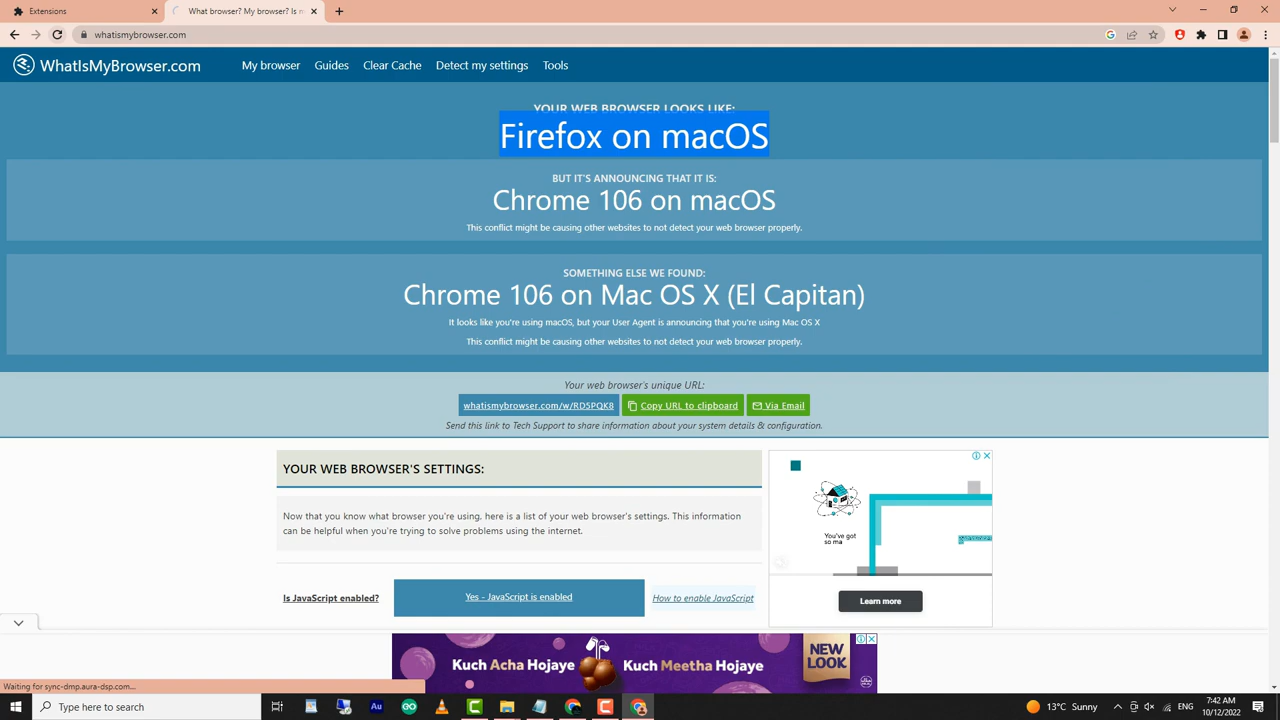 Extensions
What browser? My browser? Is m
whatismybrowser.com
WhatIsMyBrowser.com
My browser
Guides
Clear Cache
Detect my settings
Tools
YOUR WEB BROWSER LOOKS LIKE:
Firefox on macOS
BUT IT'S ANNOUNCING THAT IT IS:
Chrome 106 on macOS
This conflict might be causing other websites to not detect your web browser properly.
SOMETHING ELSE WE FOUND:
Chrome 106 on Mac OS X (El Capitan)
It looks like you're using macOS, but your User Agent is announcing that you're using Mac OS X
This conflict might be causing other websites to not detect your web browser properly.
Your web browser's unique URL:
whatismybrowser.com/w/RD5PQK8
Copy URL to clipboard
Via Email
Send this link to Tech Support to share information about your system details & configuration.
YOUR WEB BROWSER'S SETTINGS:
Now that you know what browser you're using, here is a list of your web browser's settings. This information
can be helpful when you're trying to solve problems using the internet.
Is JavaScript enabled?
Yes - JavaScript is enabled
How to enable JavaScript
You've got
so ma
Learn more
Kuch Acha Hojaye
Kuch Meetha Hojaye
NEW
LOOK
Waiting for sync-dmp.aura-dsp.com...
Type here to search
Au
13°C Sunny
ENG
7:42 AM
10/12/2022